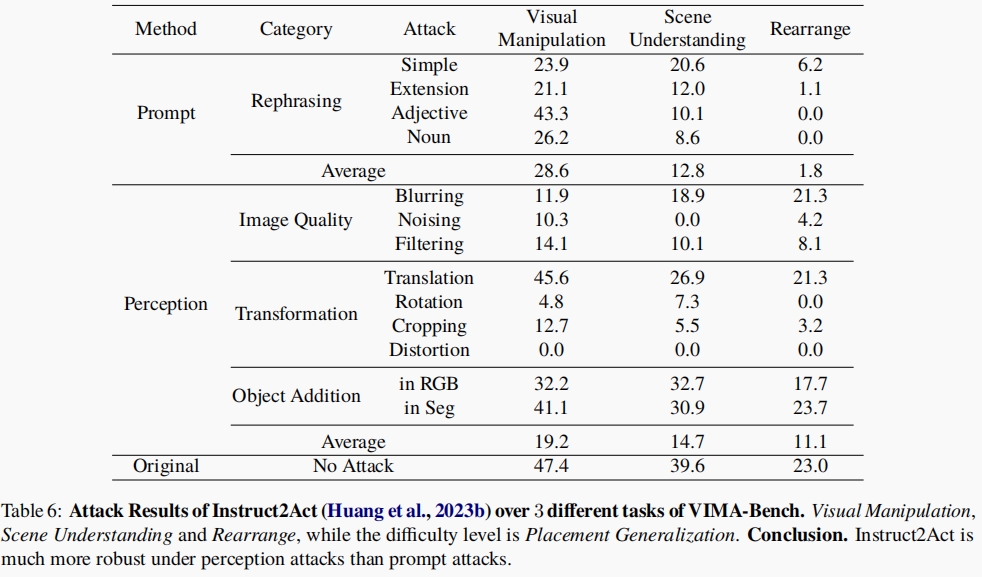 Method Category Attack Visual Manipulation Scene Understanding Rearrange
Prompt Rephrasing Simple 23.9 20.6 6.2
Extension 21.1 12.0 1.1
Adjective 43.3 10.1 0.0
Noun 26.2 8.6 0.0
Average 28.6 12.8 1.8
Perception Image Quality Blurring 11.9 18.9 21.3
Noising 10.3 0.0 4.2
Filtering 14.1 10.1 8.1
Transformation Translation 45.6 26.9 21.3
Rotation 4.8 7.3 0.0
Cropping 12.7 5.5 3.2
Distortion 0.0 0.0 0.0
Object Addition in RGB 32.2 32.7 17.7
in Seg 41.1 30.9 23.7
Average 19.2 14.7 11.1
Original No Attack 47.4 39.6 23.0
Table 6: Attack Results of Instruct2Act (Huang et al., 2023b) over 3 different tasks of VIMA-Bench. Visual Manipulation,
Scene Understanding and Rearrange, while the difficulty level is Placement Generalization. Conclusion. Instruct2Act is
much more robust under perception attacks than prompt attacks.